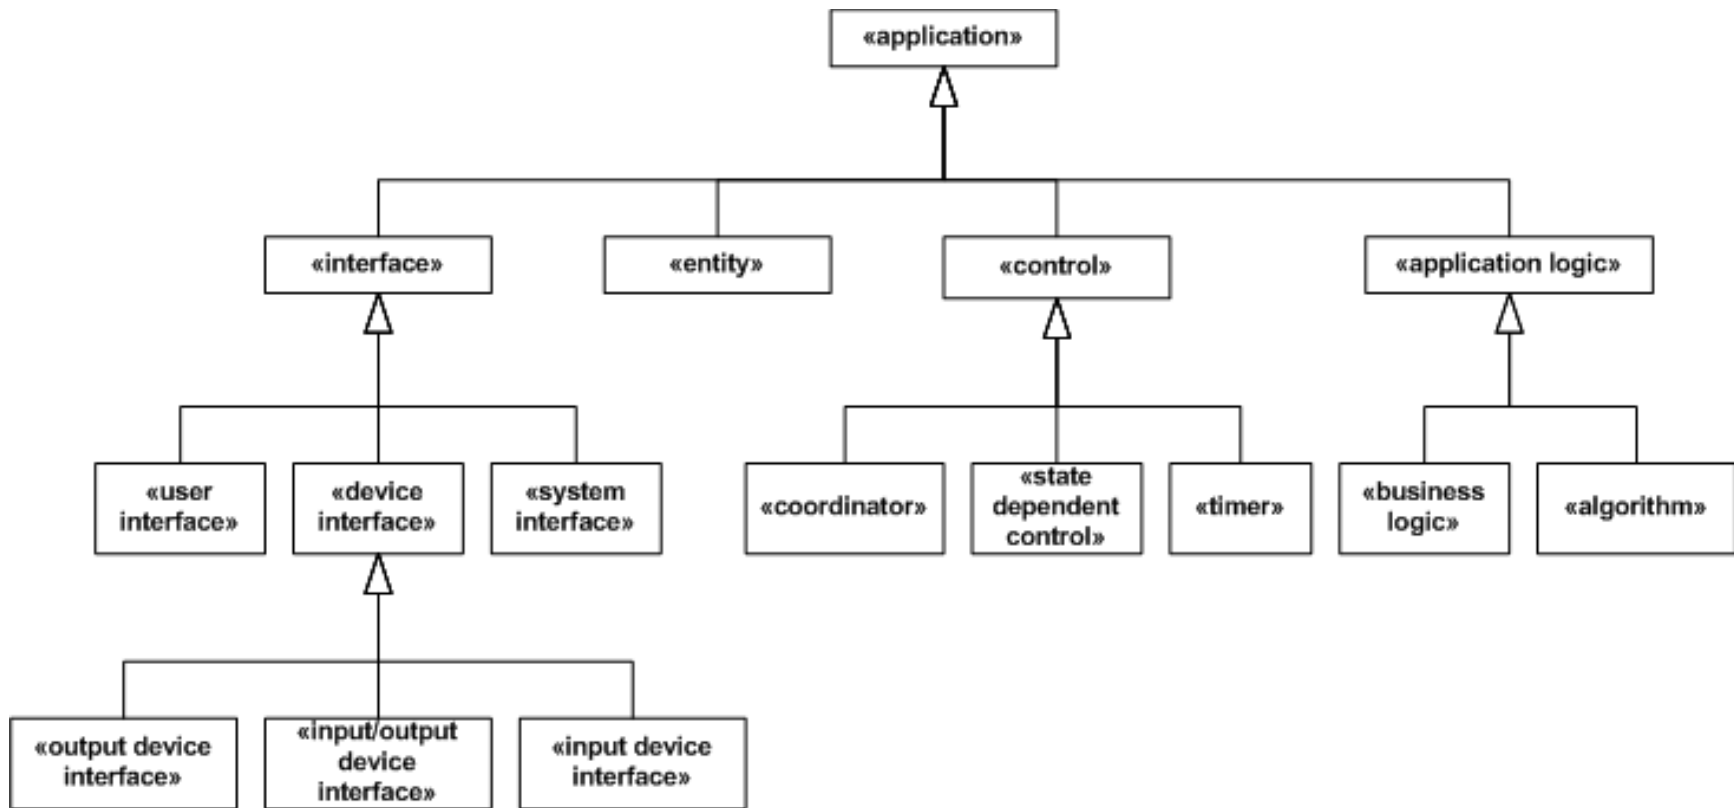 «application»
«interface»
«entity»
«control»
«application logic»
«user
interface»
«device
interface»
«system
interface»
«coordinator»
«state
dependent
control»
«timer»
«business
logic»
«algorithm»
«output device
interface»
«input/output
device
interface»
«input device
interface»